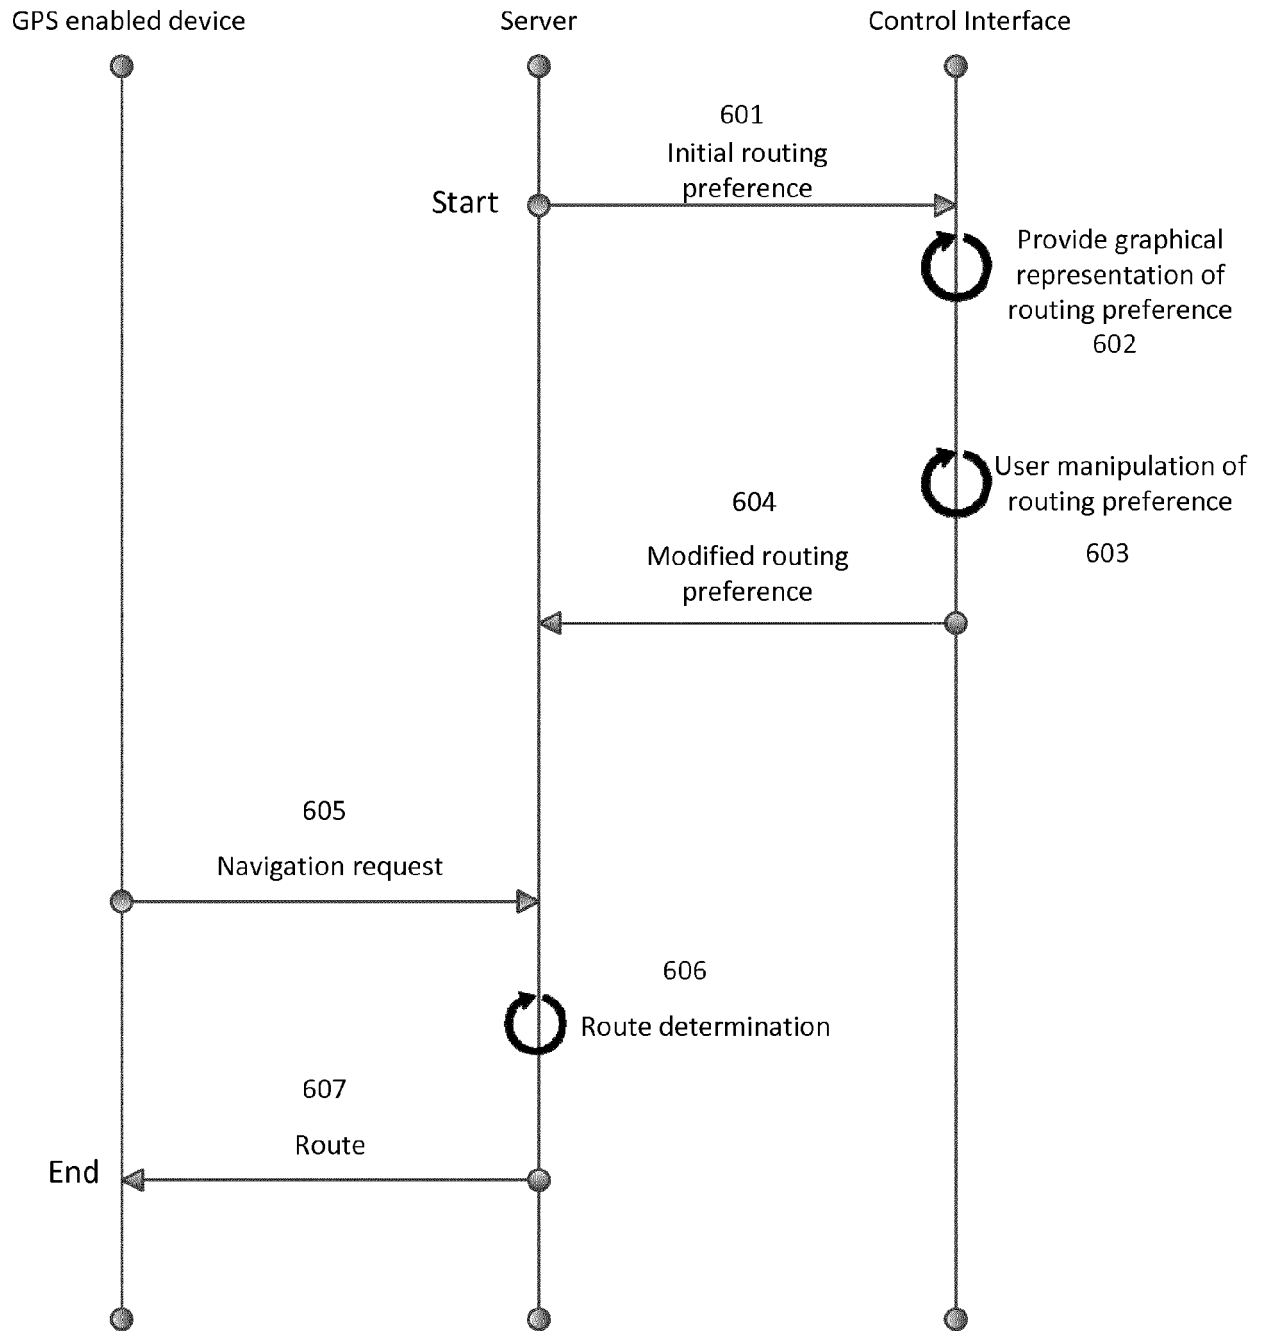 GPS enabled device
Server
Control Interface
601
Initial routing
preference
Start
Provide graphical
representation of
routing preference
602
User manipulation of
routing preference
603
604
Modified routing
preference
605
Navigation request
606
Route determination
607
Route
End